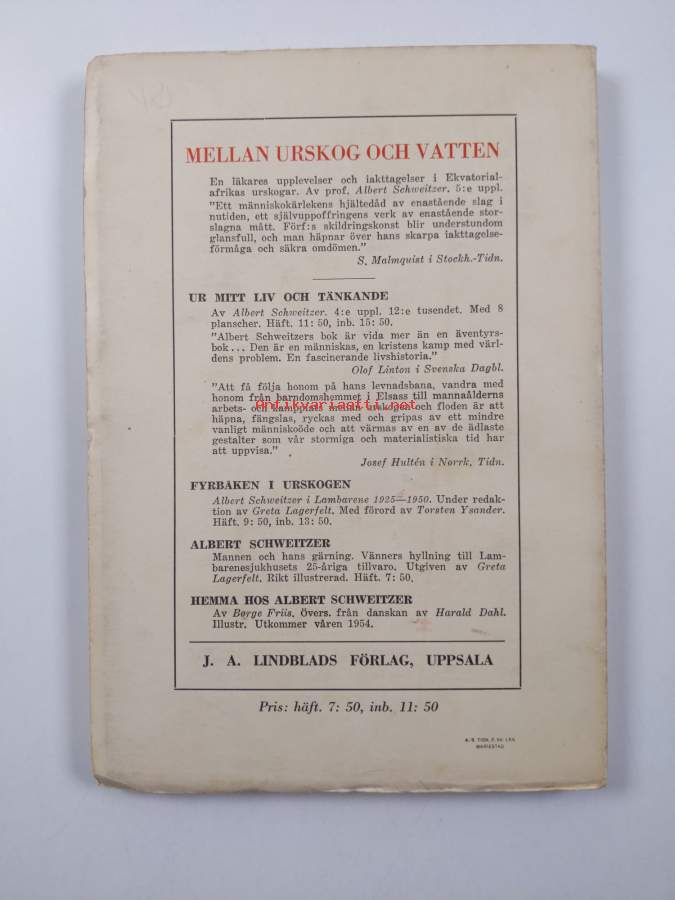 MELLAN URSKOG OCH VATTEN
En läkares upplevelser och iakttagelser i Ekvatorial-
afrikas urskogar. Av prof. Albert Schweitzer. 5:e uppl.
"Ett människokärlekens hjältedåd av enastående slag i
nutiden, ett självuppoffringens verk av enastående stor-
slagna mått. Förf:s skildringskonst blir understundom
glansfull, och man häpnar över hans skarpa iakttagelse-
förmåga och säkra omdömen."
S. Malmquist i Stockh.-Tidn.
UR MITT LIV OCH TÄNKANDE
Av Albert Schweitzer. 4:e uppl. 12:e tusendet. Med 8
planscher. Häft. 11: 50, inb. 15: 50.
"Albert Schweitzers bok är vida mer än en äventyrs-
bok... Den är en människas, en kristens kamp med värl-
dens problem. En fascinerande livshistoria."
Olof Linton i Svenska Dagbl.
"Att få följa honom på hans levnadsbana, vandra med
honom från barndomshemmet i Elsass till mannaålderns
Antikvariaatti.net
arbets- och kampplats mellan urskogen och floden är att
häpna, fängslas, ryckas med och gripas av ett mindre
vanligt människoöde och att värmas av en av de ädlaste
gestalter som vår stormiga och materialistiska tid har
att uppvisa."
Josef Hultén i Norrk. Tidn.
FYRBÅKEN I URSKOGEN
Albert Schweitzer i Lambarene 1925—1950. Under redak-
tion av Greta Lagerfelt. Med förord av Torsten Ysander.
Häft. 9: 50, inb. 13: 50.
ALBERT SCHWEITZER
Mannen och hans gärning. Vänners hyllning till Lam-
barenesjukhusets 25-åriga tillvaro. Utgiven av Greta
Lagerfelt. Rikt illustrerad. Häft. 7: 50.
HEMMA HOS ALBERT SCHWEITZER
Av Børge Friis. Övers. från danskan av Harald Dahl.
Illustr. Utkommer våren 1954.
J. A. LINDBLADS FÖRLAG, UPPSALA
Pris: häft. 7: 50, inb. 11: 50
MARIESTAD